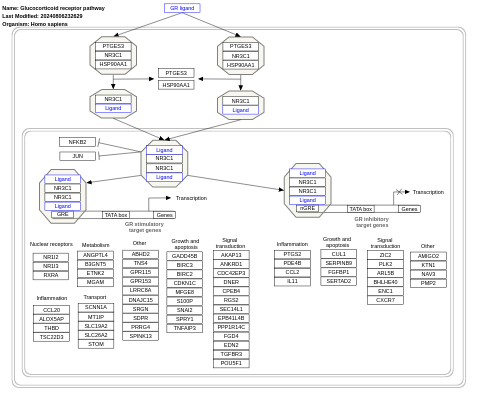 Name: Glucocorticoid receptor pathway
Last Modified: 20240806232629
Organism: Homo sapiens
GR ligand
PTGES3
NR3C1
HSP90AA1
PTGES3
NR3C1
HSP90AA1
PTGES3
HSP90AA1
NR3C1
Ligand
NR3C1
Ligand
NFKB2
JUN
Ligand
NR3C1
NR3C1
Ligand
Ligand
NR3C1
NR3C1
Ligand
GRE
TATA box
Genes
Transcription
GR stimulatory
target genes
Ligand
NR3C1
NR3C1
Ligand
nGRE
TATA box
Genes
Transcription
GR inhibitory
target genes
Nuclear receptors
NR1I2
NR1I3
RXRA
Inflammation
CCL20
ALOX5AP
THBD
TSC22D3
Metabolism
ANGPTL4
B3GNT5
ETNK2
MGAM
Transport
SCNN1A
MT1IP
SLC19A2
SLC26A2
STOM
Other
ABHD2
TNS4
GPR115
GPR153
LRRC8A
DNAJC15
SRGN
SDPR
PRRG4
SPINK13
Growth and
apoptosis
GADD45B
BIRC3
BIRC2
CDKN1C
MFGE8
S100P
SNAI2
SPRY1
TNFAIP3
Signal
transduction
AKAP13
ANKRD1
CDC42EP3
DNER
CPEB4
RGS2
SEC14L1
EPB41L4B
PPP1R14C
FGD4
EDN2
TGFBR3
POU5F1
Inflammation
PTGS2
PDE4B
CCL2
IL11
Growth and
apoptosis
CUL1
SERPINB9
FGFBP1
SERTAD2
Signal
transduction
ZIC2
PLK2
ARL5B
BHLHE40
ENC1
CXCR7
Other
AMIGO2
KTN1
NAV3
PMP2